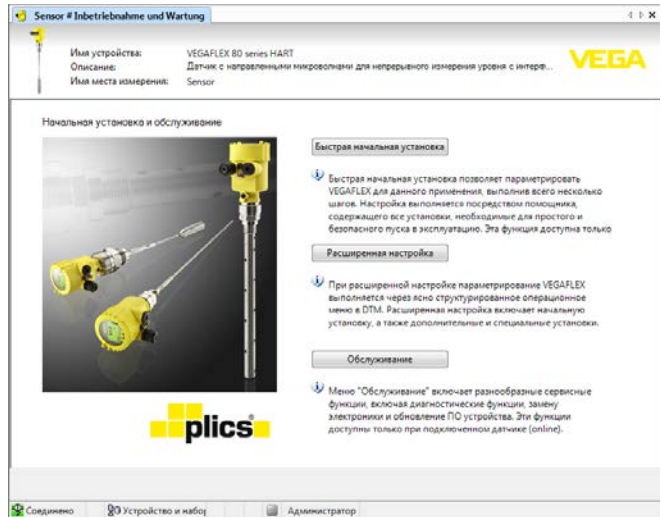 Sensor # Inbetriebnahme und Wartung
Имя устройства: VEGAFLEX 80 series HART
Описание: Датчик с направленными микроволнами для непрерывного измерения уровня с интерф...
Имя места измерения: Sensor
VEGA
Начальная установка и обслуживание
Быстрая начальная установка
Быстрая начальная установка позволяет параметрировать
VEGAFLEX для данного применения, выполнив всего несколько
шагов. Настройка выполняется посредством помощника,
содержащего все установки, необходимые для простого и
безопасного пуска в эксплуатацию. Эта функция доступна только
Расширенная настройка
При расширенной настройке параметрирование VEGAFLEX
выполняется через ясно структурированное операционное
меню в DTM. Расширенная настройка включает начальную
установку, а также дополнительные и специальные установки.
Обслуживание
Меню "Обслуживание" включает разнообразные сервисные
функции, включая диагностические функции, замену
электроники и обновление ПО устройства. Эти функции
доступны только при подключенном датчике (online).
plics®
Соединено Устройство и набор Администратор